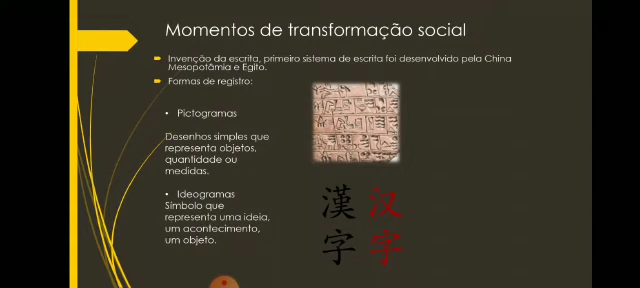 Momentos de transformação social
Invenção da escrita, primeiro sistema de escrita foi desenvolvido pela China
Mesopotâmia e Egito.
Formas de registro:
• Pictogramas
Desenhos simples que
representa objetos,
quantidade ou
medidas.
• Ideogramas
Símbolo que
representa uma ideia,
um acontecimento,
um objeto.
漢 汉
字 字